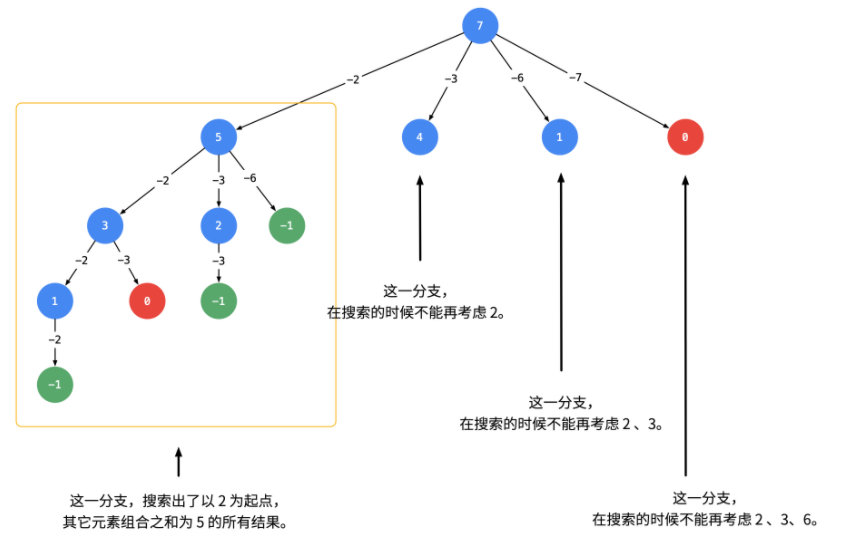 7
-2
-3
-6
-7
5
4
1
0
-2
-3
-6
3
2
-1
-2
-3
-3
1
0
-1
-2
-1
这一分支，
在搜索的时候不能再考虑 2。
这一分支，
在搜索的时候不能再考虑 2 、3。
这一分支，搜索出了以 2 为起点，
其它元素组合之和为 5 的所有结果。
这一分支，
在搜索的时候不能再考虑 2 、3、6。